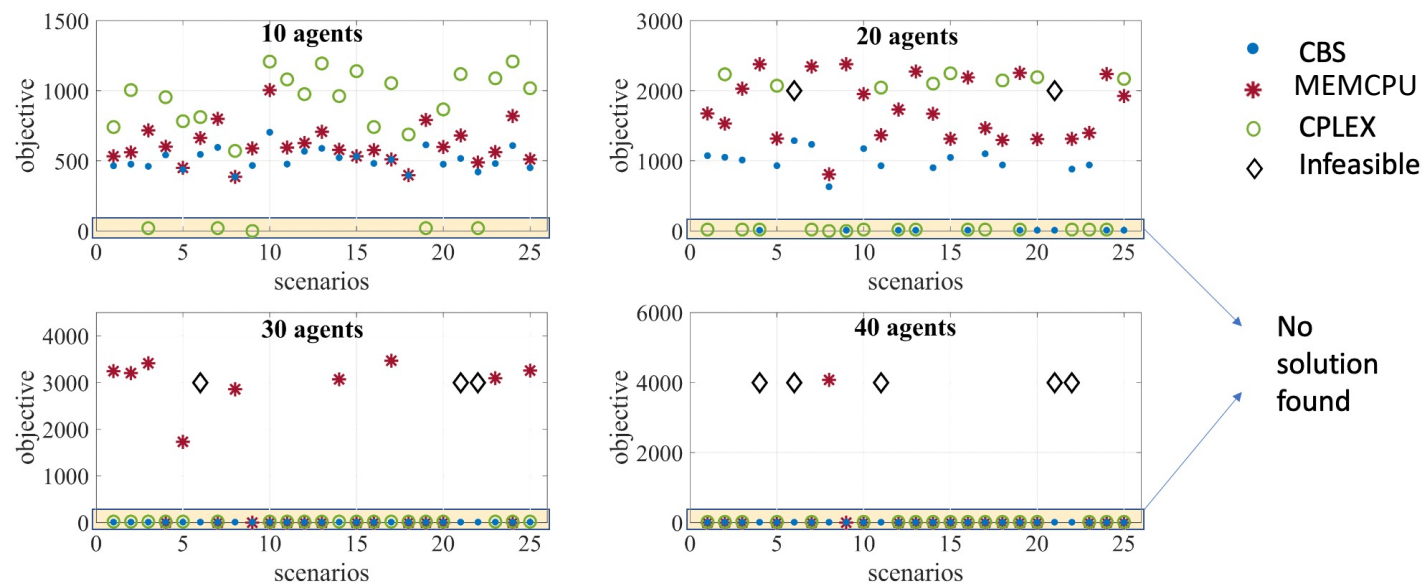 10 agents
1500
1000
500
0
objective
0 5 10 15 20 25
scenarios
20 agents
3000
2000
1000
0
objective
0 5 10 15 20 25
scenarios
CBS
MEMCPU
CPLEX
Infeasible
30 agents
4000
3000
2000
1000
0
objective
0 5 10 15 20 25
scenarios
40 agents
6000
4000
2000
0
objective
0 5 10 15 20 25
scenarios
No
solution
found